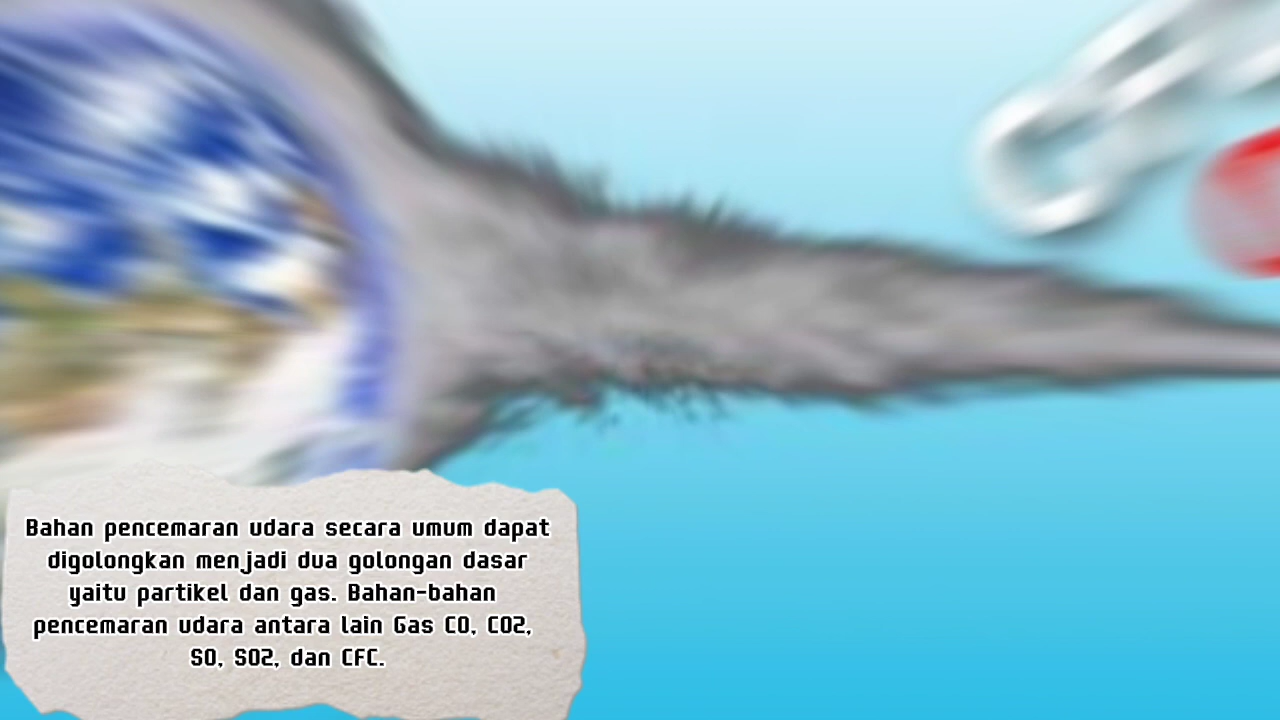 Bahan pencemaran udara secara umum dapat
digolongkan menjadi dua golongan dasar
yaitu partikel dan gas. Bahan-bahan
pencemaran udara antara lain Gas CO, CO2,
SO, SO2, dan CFC.